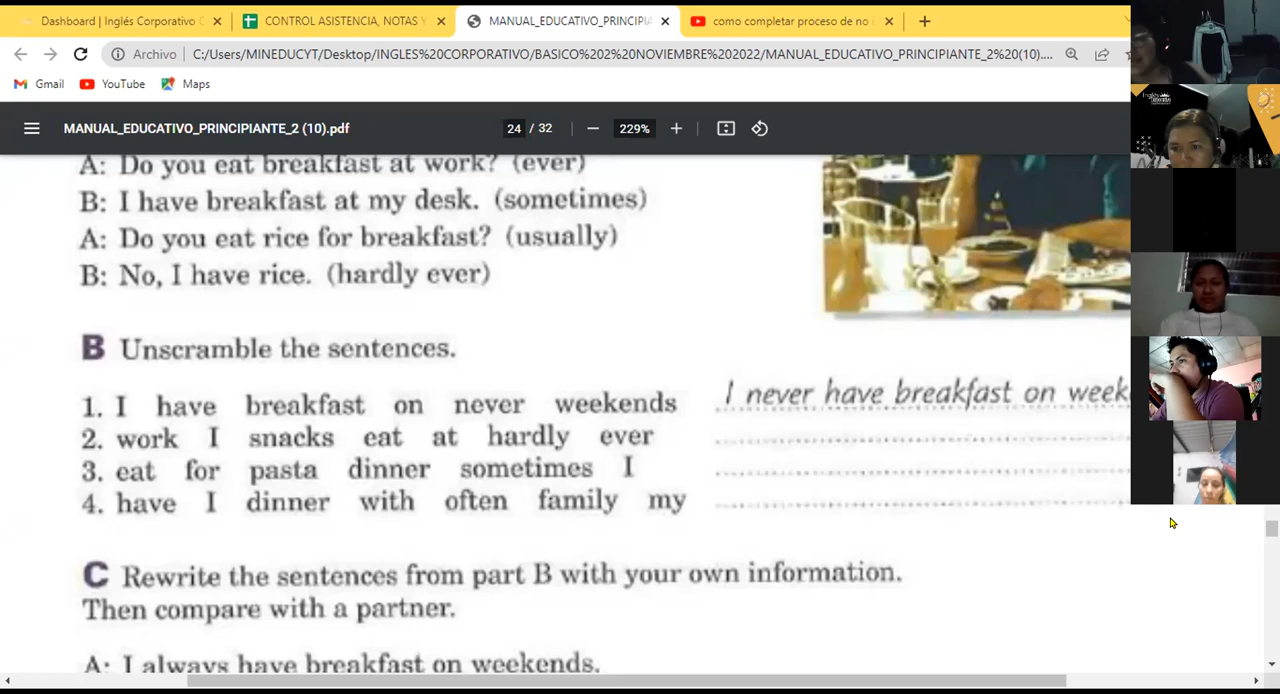 Dashboard | Inglés Corporativo
CONTROL ASISTENCIA, NOTAS Y
MANUAL_EDUCATIVO_PRINCIPIA
como completar proceso de no
Archivo
C:/Users/MINEDUCYT/Desktop/INGLES%20CORPORATIVO/BASICO%202%20NOVIEMBRE%202022/MANUAL_EDUCATIVO_PRINCIPIANTE_2%20(10)....
Gmail YouTube Maps
MANUAL_EDUCATIVO_PRINCIPIANTE_2 (10).pdf
24 / 32
229%
A: Do you eat breakfast at work? (ever)
B: I have breakfast at my desk. (sometimes)
A: Do you eat rice for breakfast? (usually)
B: No, I have rice. (hardly ever)
B Unscramble the sentences.
1. I have breakfast on never weekends I never have breakfast on week
2. work I snacks eat at hardly ever
3. eat for pasta dinner sometimes I
4. have I dinner with often family my
C Rewrite the sentences from part B with your own information.
Then compare with a partner.
A: I always have breakfast on weekends.